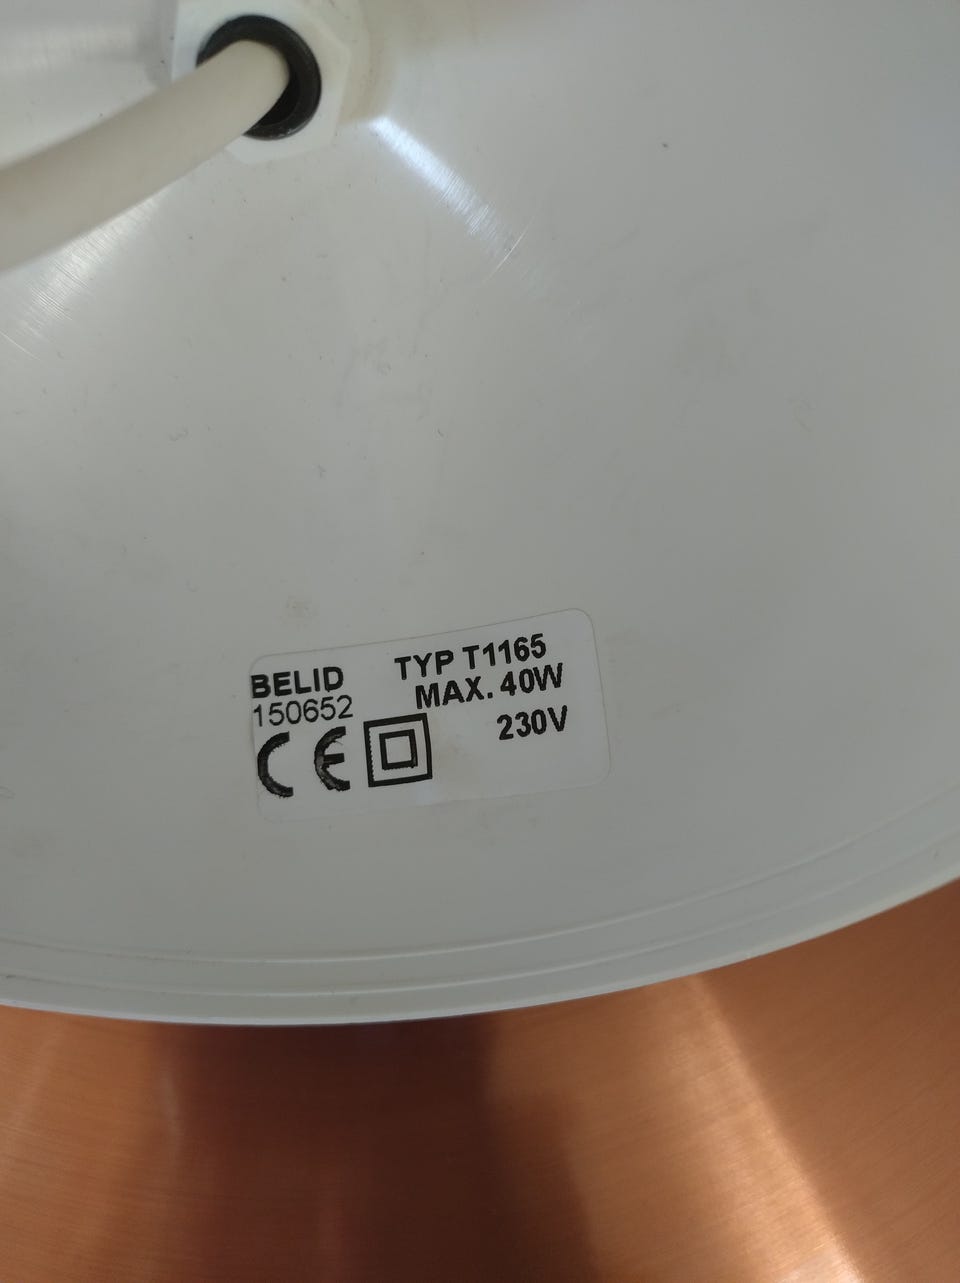 BELID
150652
CE
TYP T1165
MAX. 40W
230V